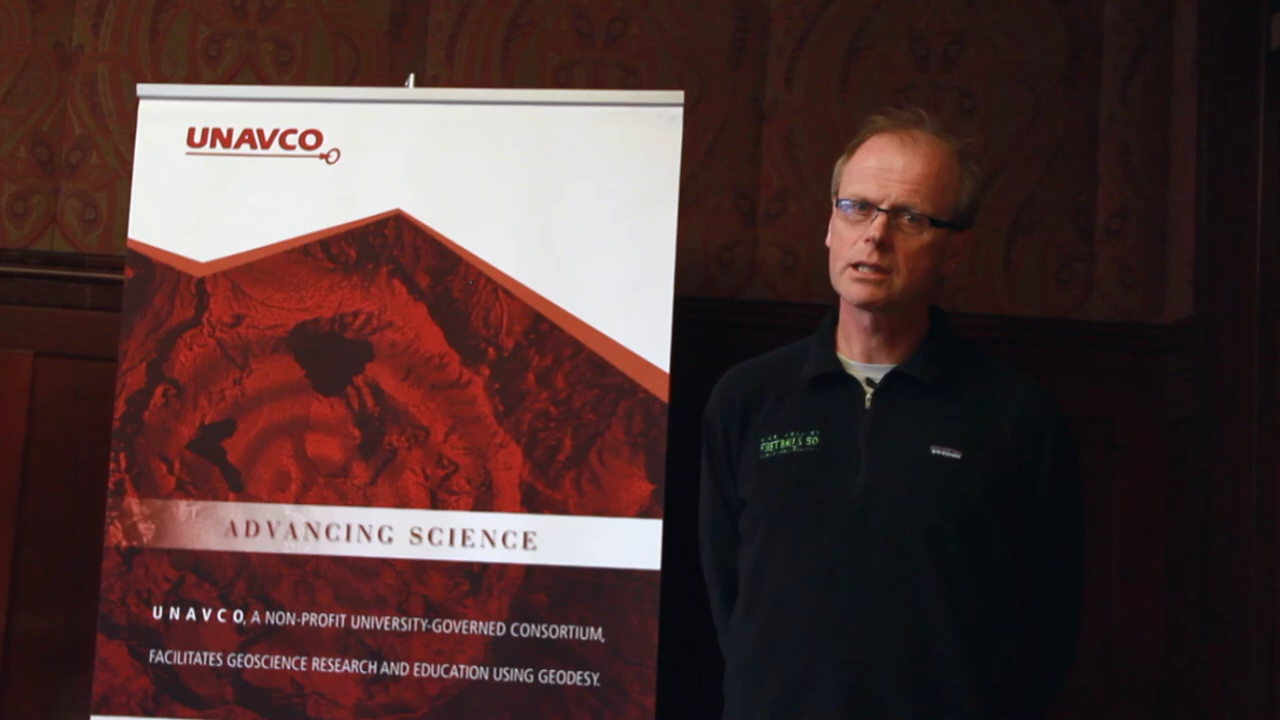 UNAVCO
ADVANCING SCIENCE
UNAVCO, A NON-PROFIT UNIVERSITY-GOVERNED CONSORTIUM,
FACILITATES GEOSCIENCE RESEARCH AND EDUCATION USING GEODESY.